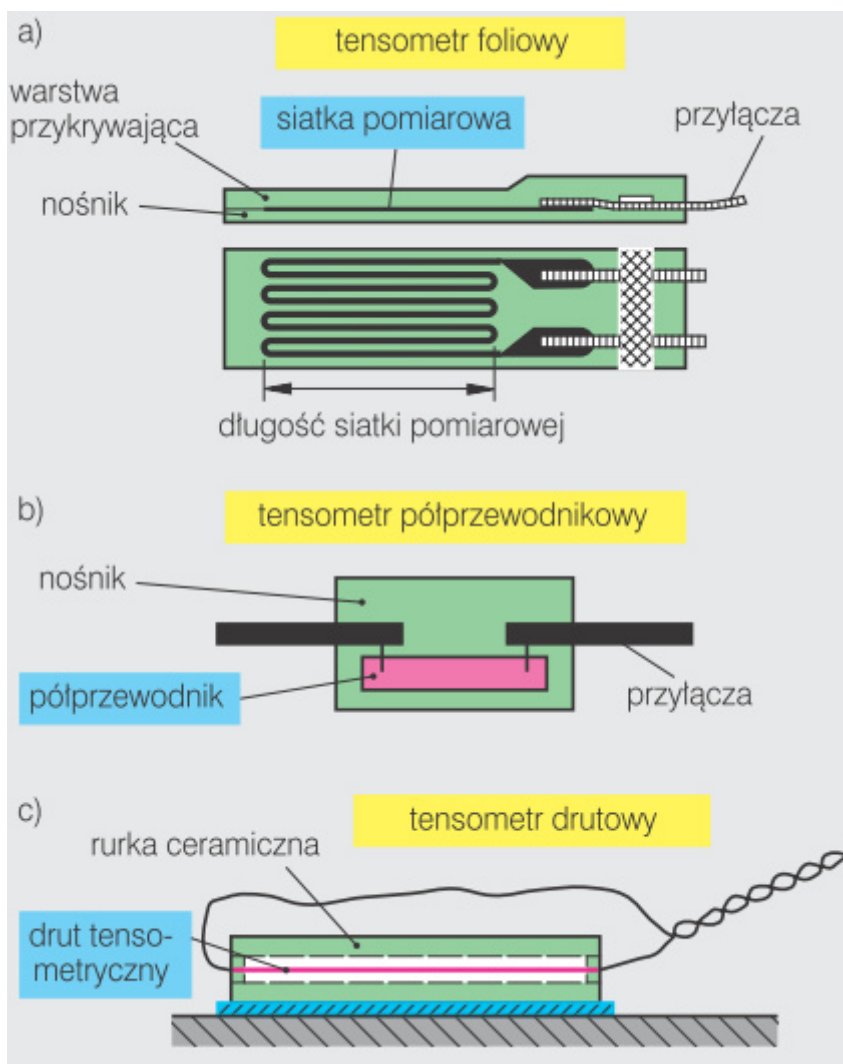 a)
tensometr foliowy
warstwa
przykrywająca
siatka pomiarowa
przyłącza
nośnik
długość siatki pomiarowej
b)
tensometr półprzewodnikowy
nośnik
półprzewodnik
przyłącza
c)
tensometr drutowy
rurka ceramiczna
drut tenso-
metryczny